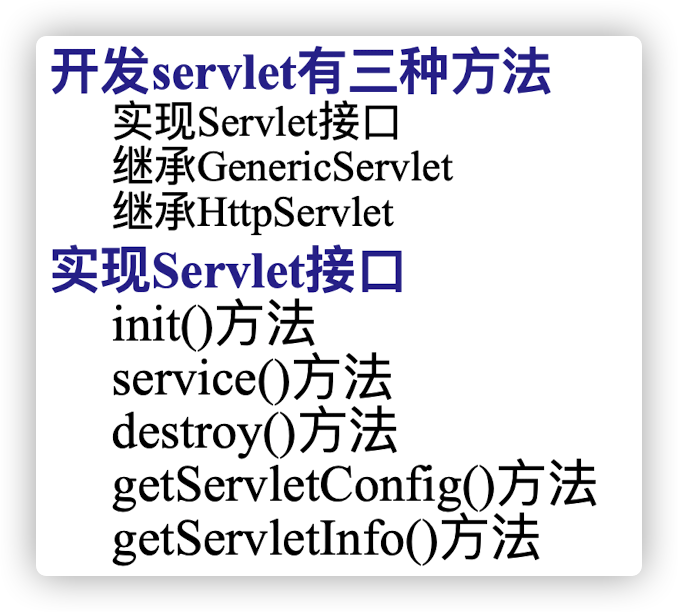 开发servlet有三种方法
实现Servlet接口
继承GenericServlet
继承HttpServlet
实现Servlet接口
init()方法
service()方法
destroy()方法
getServletConfig()方法
getServletInfo()方法